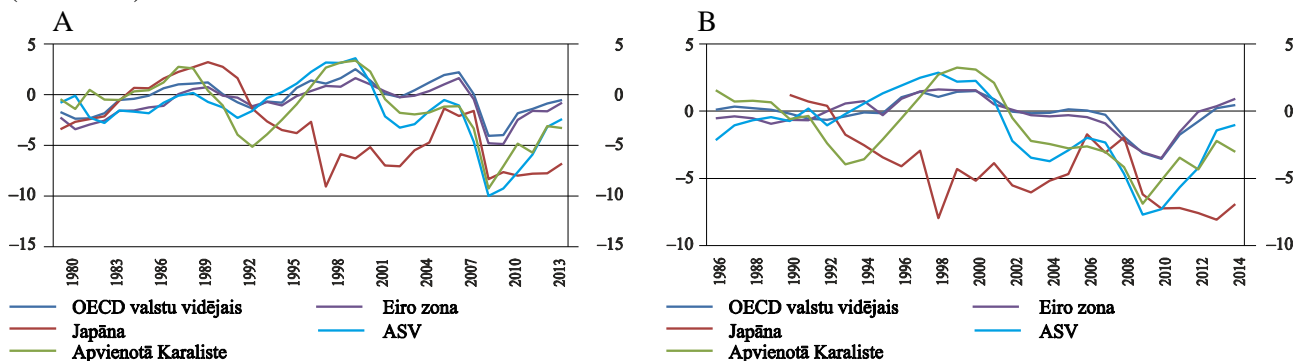 A
B
5 5 5 5
0 0 0 0
–5 –5 –5 –5
–10 –10
–15 –15 –10 –10
1980 1983 1986 1989 1992 1995 1998 2001 2004 2007 2010 2013
1986 1988 1990 1992 1994 1996 1998 2000 2002 2004 2006 2008 2010 2012 2014
OECD valstu vidējais Eiro zona OECD valstu vidējais Eiro zona
Japāna ASV Japāna ASV
Apvienotā Karaliste Apvienotā Karaliste